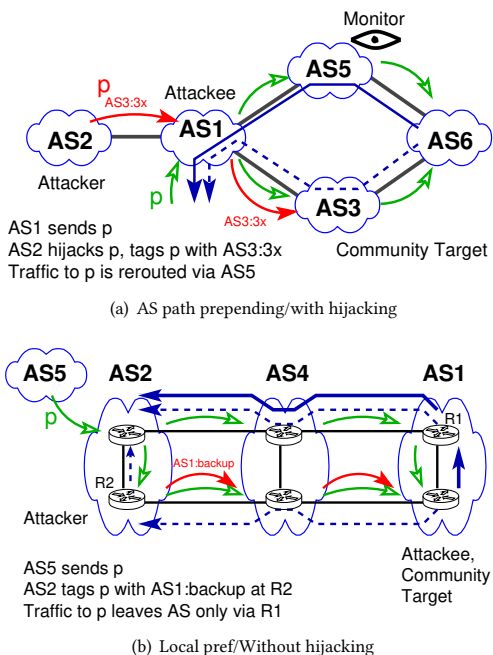 Monitor
AS5
p
AS3:3x
Attackee
AS2
AS1
AS6
Attacker
p
AS3:3x
AS3
AS1 sends p
AS2 hijacks p, tags p with AS3:3x
Community Target
Traffic to p is rerouted via AS5
(a) AS path prepending/with hijacking
AS5
AS2
AS4
AS1
p
R1
AS1:backup
R2
Attacker
Attackee,
Community
Target
AS5 sends p
AS2 tags p with AS1:backup at R2
Traffic to p leaves AS only via R1
(b) Local pref/Without hijacking